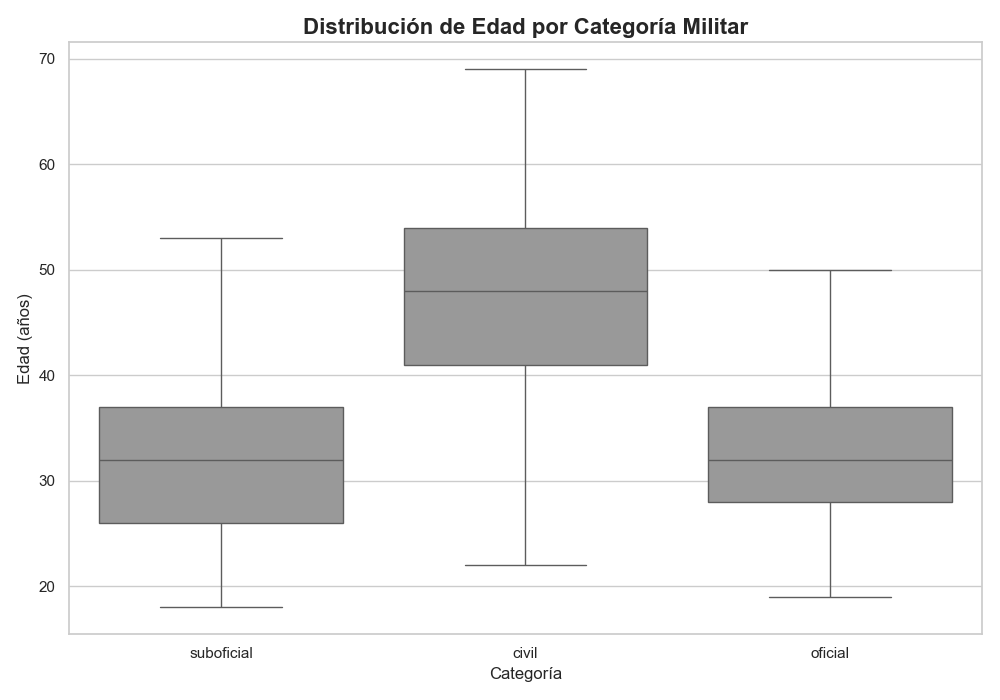 Distribución de Edad por Categoría Militar
Edad (años)
70
60
50
40
30
20
suboficial civil oficial
Categoría